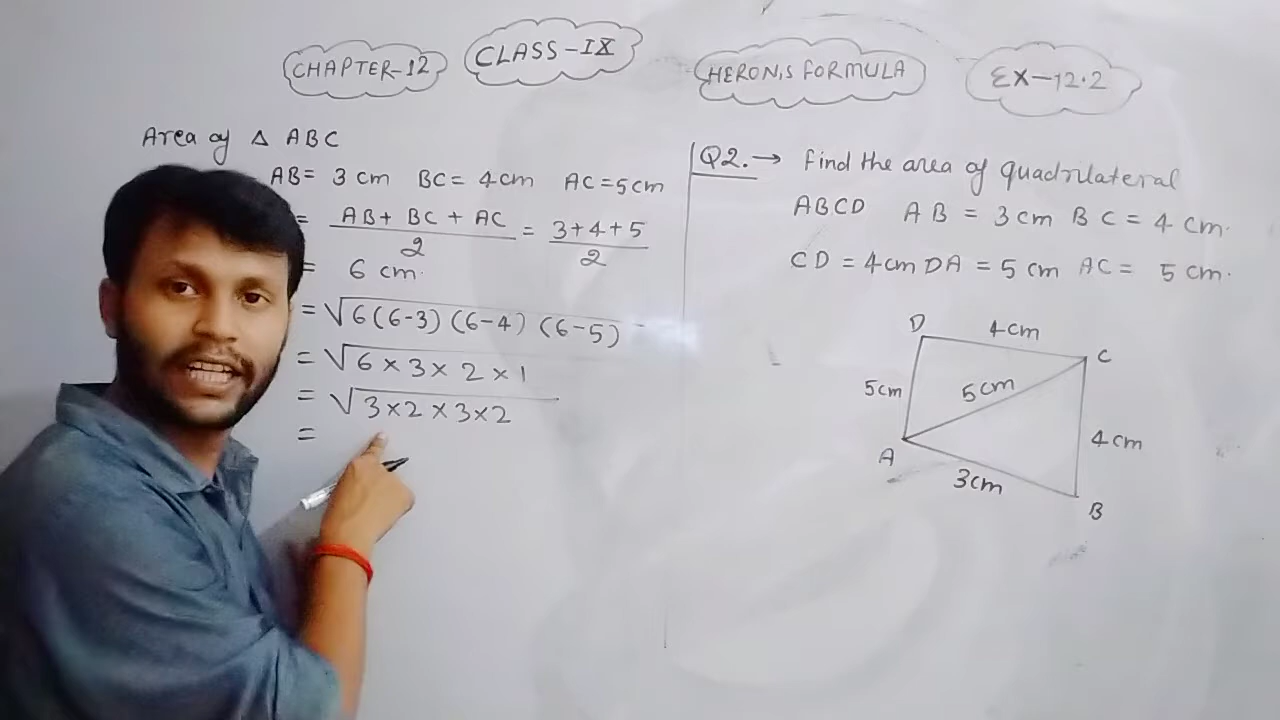 CHAPTER-12
CLASS-IX
HERON,S FORMULA
EX-12.2
Area of △ ABC
AB= 3 cm BC= 4cm AC=5cm
= AB+ BC + AC / 2 = 3+4+5 / 2
= 6 cm.
= √6(6-3) (6-4) (6-5)
= √6 × 3 × 2 × 1
= √3×2 × 3×2
=
Q2.→ Find the area of quadrilateral
ABCD AB = 3 cm BC = 4 cm.
CD = 4cm DA = 5 cm AC = 5 cm.
D 4cm C
5cm 5cm
4cm
A 3cm B